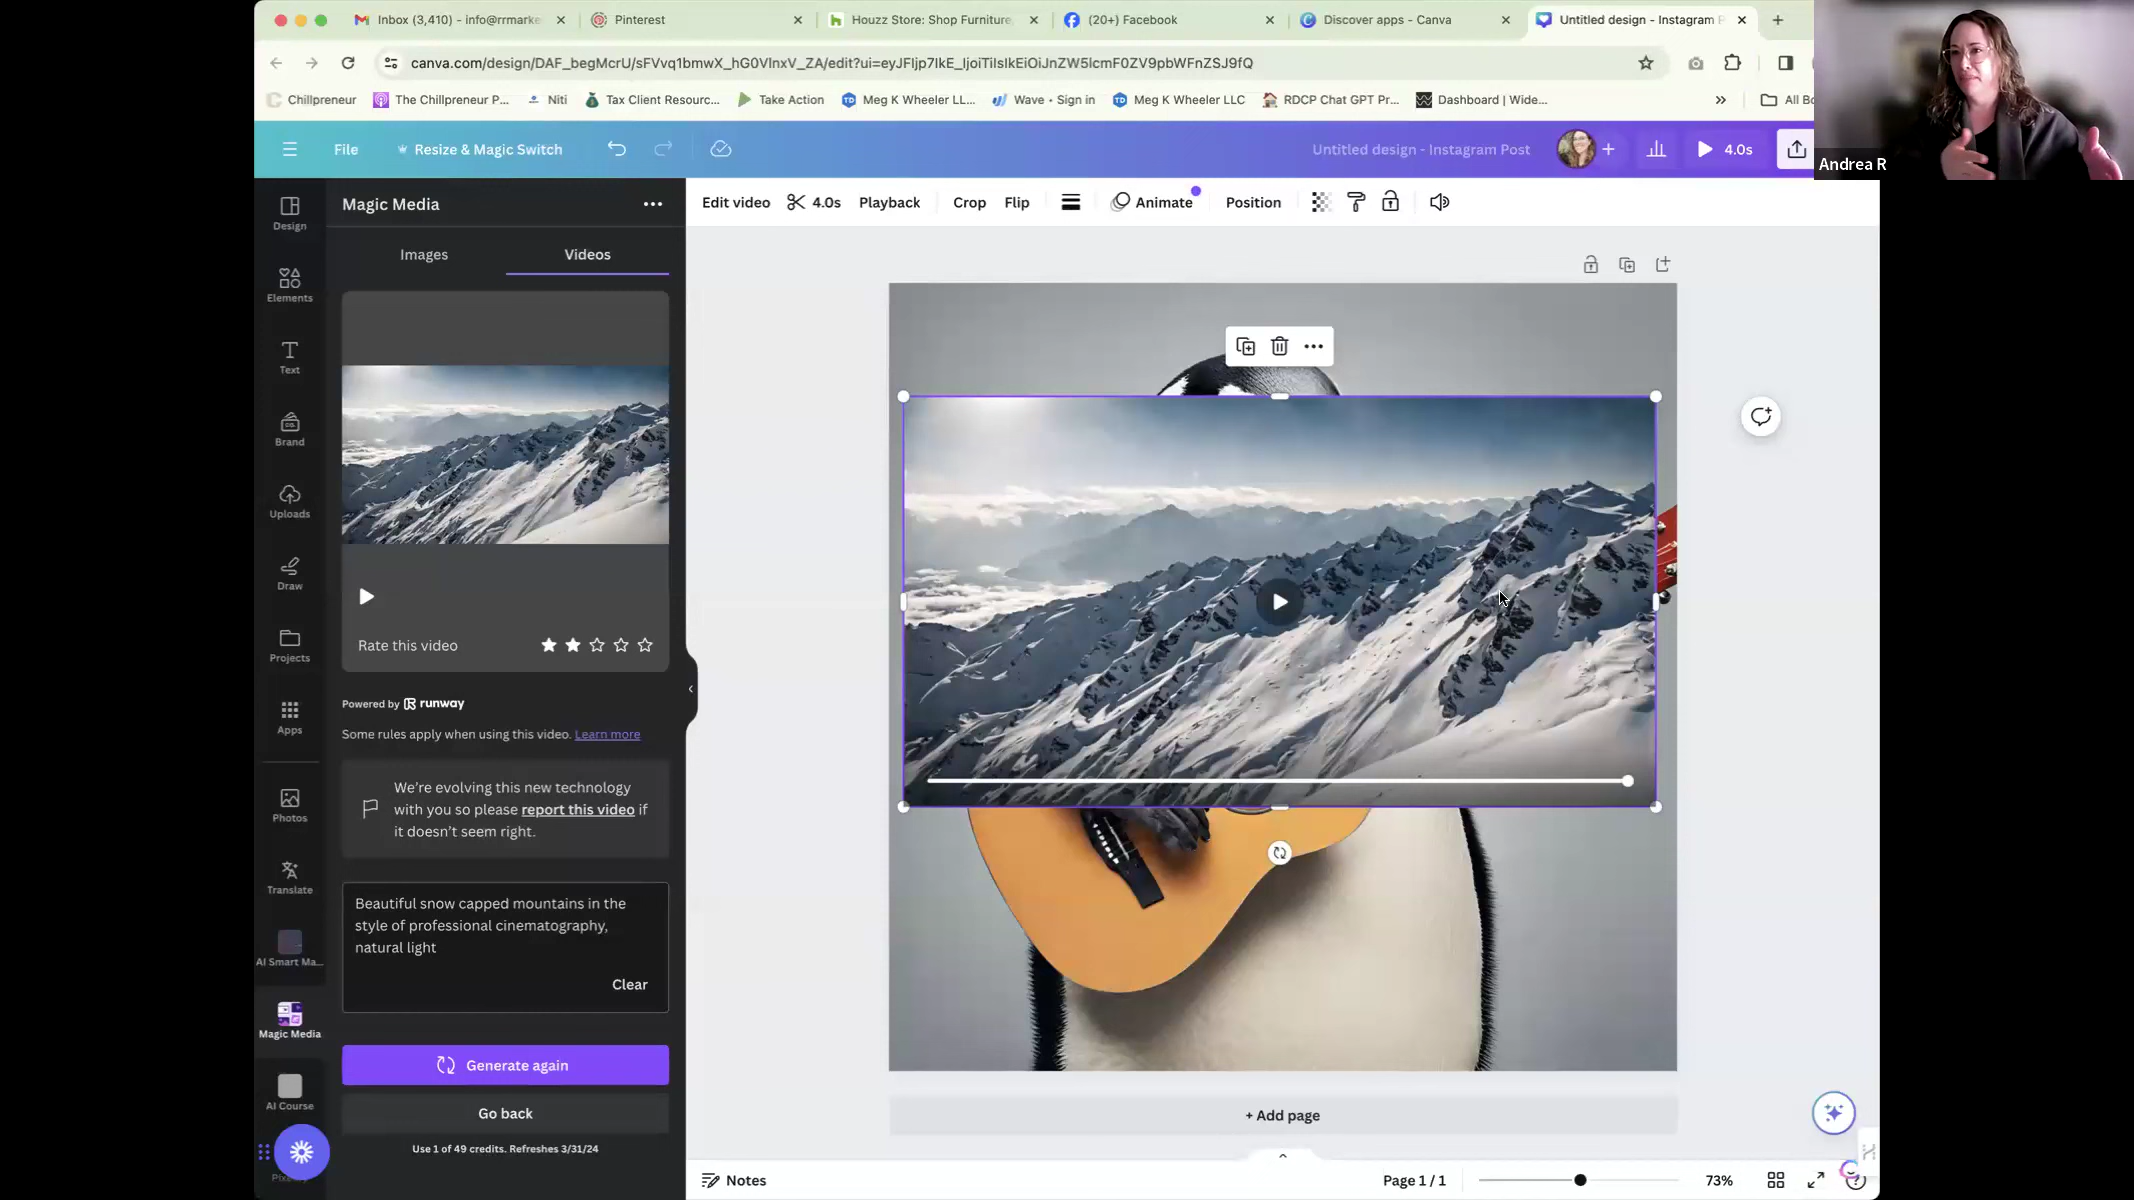 Inbox (3,410) - info@rrmarke
Pinterest
Houzz Store: Shop Furniture,
(20+) Facebook
Discover apps - Canva
Untitled design - Instagram P
canva.com/design/DAF_begMcrU/sFVvq1bmwX_hG0VlnxV_ZA/edit?ui=eyJFIjp7IkE_IjoiTilsIkEiOiJnZW5lcmF0ZV9pbWFnZSJ9fQ
Chillpreneur
The Chillpreneur P...
Niti
Tax Client Resourc...
Take Action
Meg K Wheeler LL...
Wave • Sign in
Meg K Wheeler LLC
RDCP Chat GPT Pr...
Dashboard | Wide...
All Bo
Andrea R
File
Resize & Magic Switch
Untitled design - Instagram Post
4.0s
Design
Elements
Text
Brand
Uploads
Draw
Projects
Apps
Photos
Translate
AI Smart Ma...
Magic Media
AI Course
Magic Media
Images
Videos
Rate this video
Powered by runway
Some rules apply when using this video. Learn more
We're evolving this new technology
with you so please report this video if
it doesn't seem right.
Beautiful snow capped mountains in the
style of professional cinematography,
natural light
Clear
Generate again
Go back
Use 1 of 49 credits. Refreshes 3/31/24
Edit video
4.0s
Playback
Crop
Flip
Animate
Position
+ Add page
Notes
Page 1 / 1
73%